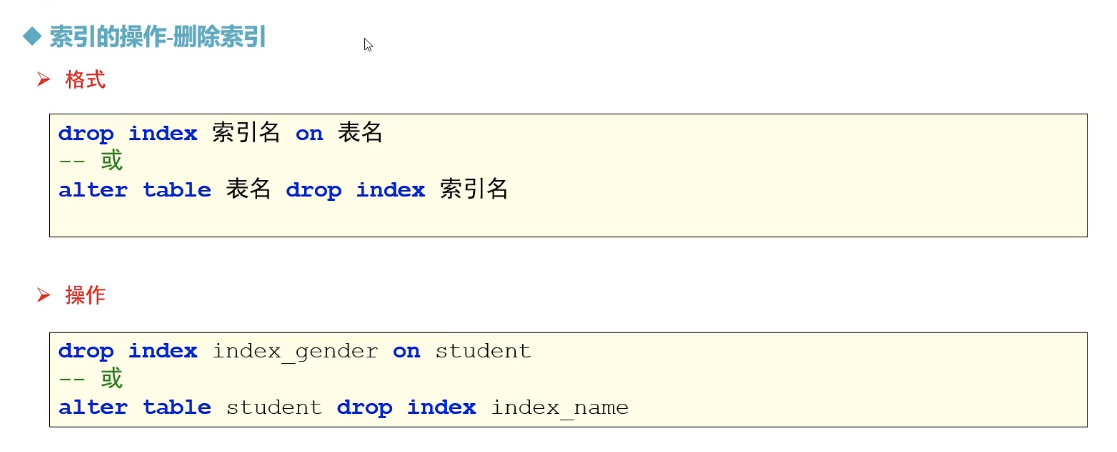 索引的操作-删除索引
格式
drop index 索引名 on 表名
-- 或
alter table 表名 drop index 索引名
操作
drop index index_gender on student
-- 或
alter table student drop index index_name